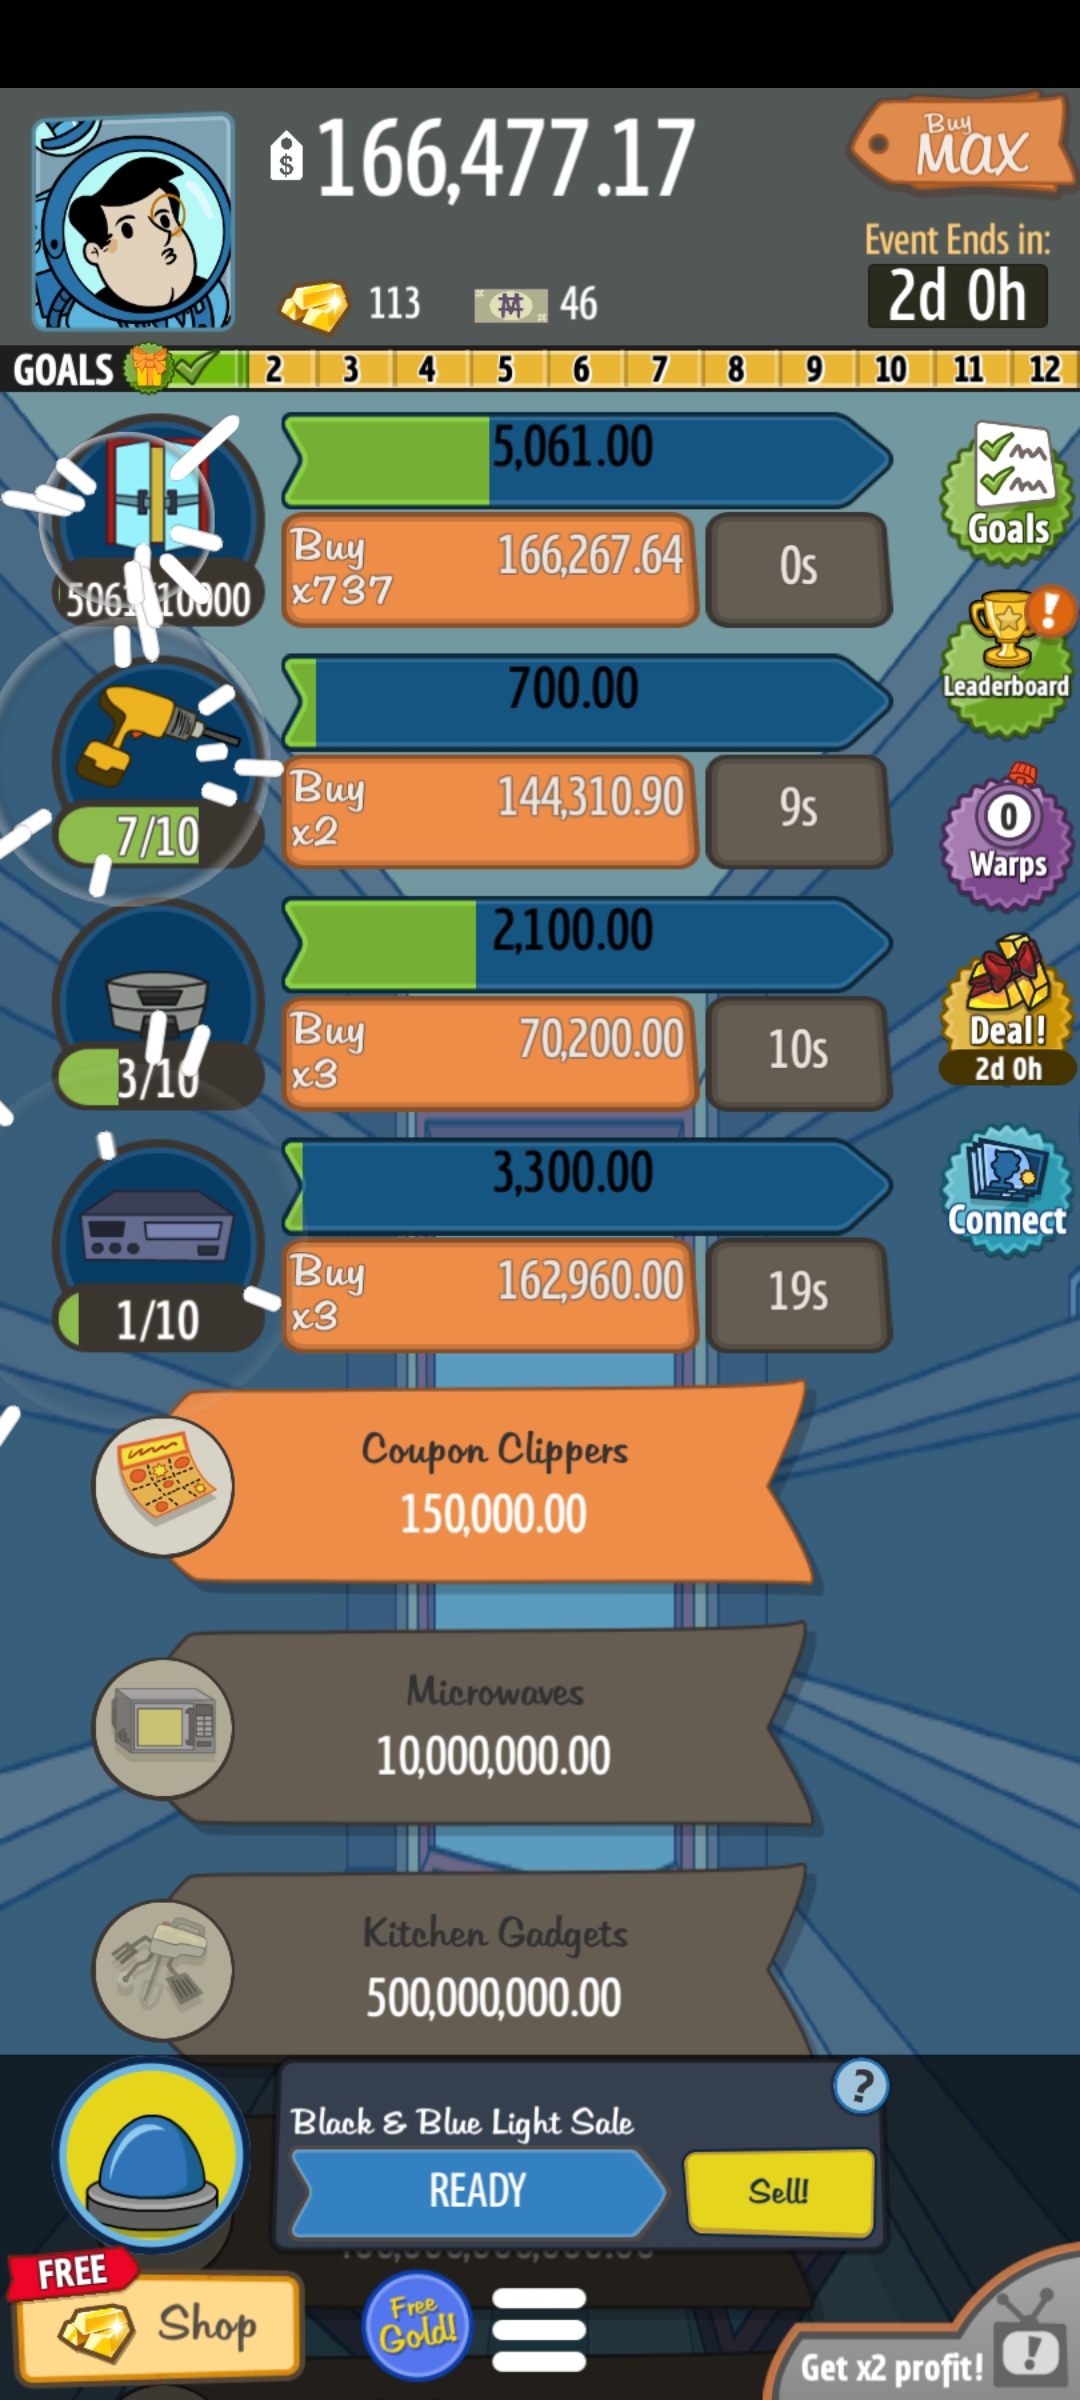 $ 166,477.17
Buy
MAX
Event Ends in:
2d 0h
113
46
GOALS 2 3 4 5 6 7 8 9 10 11 12
5,061.00
Buy
x737
166,267.64
0s
5061/10000
Goals
700.00
Leaderboard
Buy
x2
144,310.90
9s
7/10
0
Warps
2,100.00
Buy
x3
70,200.00
10s
3/10
Deal!
2d 0h
3,300.00
Buy
x3
162,960.00
19s
1/10
Connect
Coupon Clippers
150,000.00
Microwaves
10,000,000.00
Kitchen Gadgets
500,000,000.00
?
Black & Blue Light Sale
READY
Sell!
FREE
Shop
Free
Gold!
Get x2 profit!